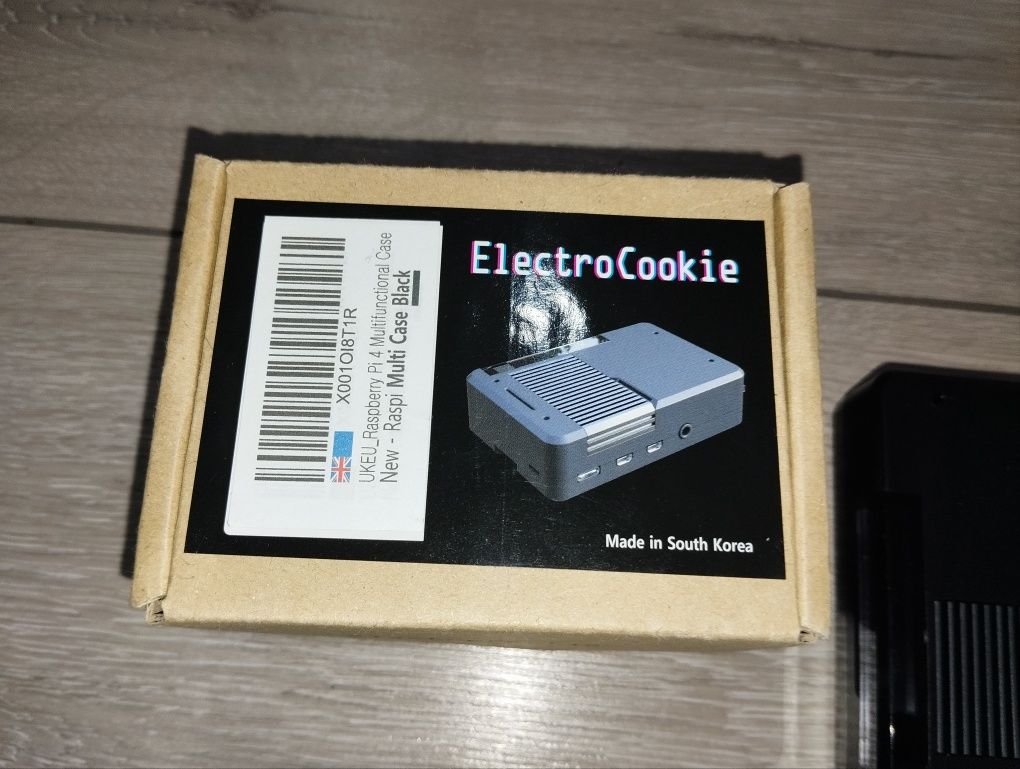 ElectroCookie
X001OI8T1R
UKEU_Raspberry Pi 4 Multifunctional Case
New - Raspi Multi Case Black
Made in South Korea